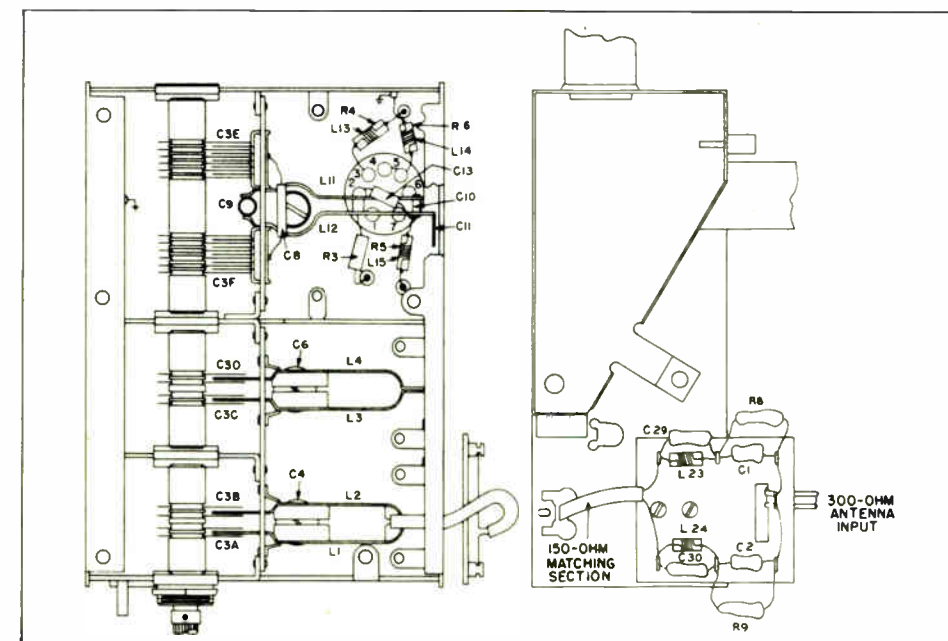 C3E
C9
C3F
C3D
C3C
C3B
C3A
R4
L13
R6
L14
C13
C10
C11
L11
L12
C8
R3
R5
L15
2
3
4
5
6
1
7
C6
L4
L3
C4
L2
L1
R8
C29
L23
C1
L24
C30
C2
R9
150-OHM
MATCHING
SECTION
300-OHM
ANTENNA
INPUT